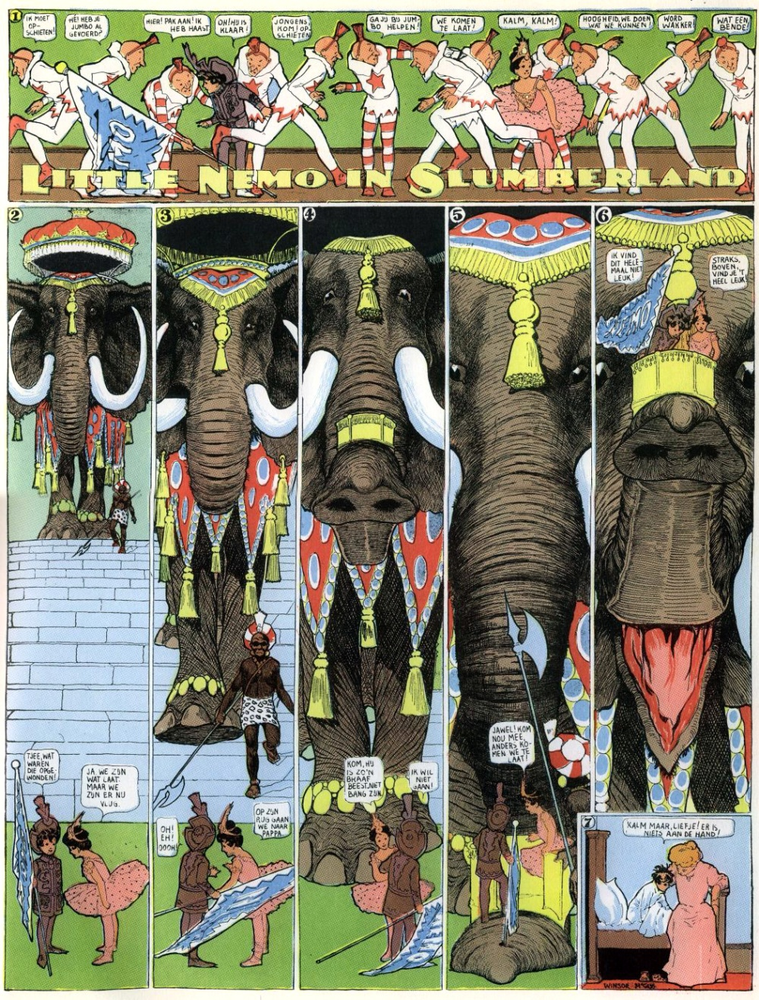 1
IK MOET
OP-
SCHIETEN!
HÉ! HEB JE
JUMBO AL
GEVOERD?
HIER! PAK AAN! IK
HEB HAAST
OH! HIJ IS
KLAAR!
JONGENS,
KOM! OP-
SCHIETEN
GA JIJ BIJ JUM-
BO HELPEN!
WE KOMEN
TE LAAT!
KALM, KALM!
HOOGHEID, WE DOEN
WAT WE KUNNEN!
WORD
WAKKER!
WAT EEN
BENDE!
LITTLE NEMO IN SLUMBERLAND
2
TJEE, WAT
WAREN
DIE OPGE-
WONDEN!
JA. WE ZIJN
WAT LAAT.
MAAR WE
ZIJN ER NU
VLUG.
3
OH!
EH!
OOOH!
OP ZIJN
RUG GAAN
WE NAAR
PAPPA.
4
KOM, HIJ
IS ZO'N
BRAAF
BEEST, NIET
BANG ZIJN.
IK WIL
NIET
GAAN!
5
JAWEL! KOM
NOU MEE,
ANDERS KO-
MEN WE TE
LAAT!
6
IK VIND
DIT HELE-
MAAL NIET
LEUK!
STRAKS,
BOVEN,
VIND JE 'T
HEEL LEUK!
NEMO
7
KALM MAAR, LIEFJE! ER IS
NIETS AAN DE HAND!
WINSOR McCAY